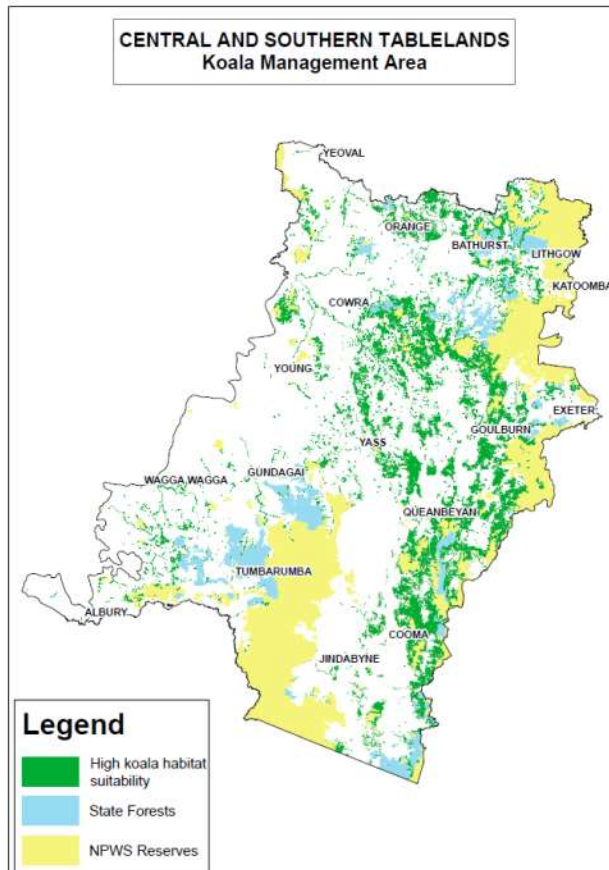 CENTRAL AND SOUTHERN TABLELANDS
Koala Management Area
YEOVAL
ORANGE
BATHURST
LITHGOW
KATOOMBA
COWRA
YOUNG
EXETER
GOULBURN
YASS
GUNDAGAI
WAGGA WAGGA
QUEANBEYAN
TUMBARUMBA
ALBURY
COOMA
JINDABYNE
Legend
High koala habitat
suitability
State Forests
NPWS Reserves